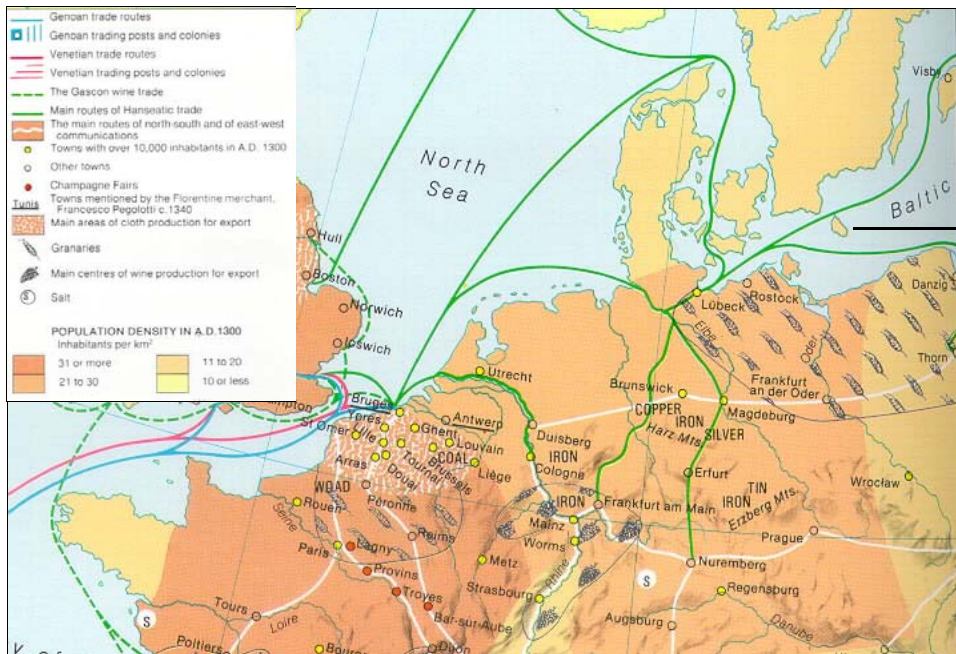 Genoan trade routes
Genoan trading posts and colonies
Venetian trade routes
Venetian trading posts and colonies
The Gascon wine trade
Main routes of Hanseatic trade
The main routes of north-south and of east-west
communications
Towns with over 10,000 inhabitants in A.D. 1300
Other towns
Champagne Fairs
Tunis
Towns mentioned by the Florentine merchant,
Francesco Pegolotti c.1340
Main areas of cloth production for export
Granaries
Main centres of wine production for export
S
Salt
POPULATION DENSITY IN A.D.1300
Inhabitants per km²
31 or more
11 to 20
21 to 30
10 or less
North
Sea
Visby
Baltic
Hull
Boston
Norwich
Ipswich
Lübeck
Rostock
Danzig
Elbe
Oder
Thorn
Utrecht
Brunswick
Frankfurt
an der Oder
Magdeburg
COPPER
IRON
SILVER
Harz Mts.
Bruges
Antwerp
Ypres
Ghent
St Omer
Lille
Louvain
Brussels
Tournai
COAL
Liège
Arras
Douai
Duisberg
IRON
Cologne
Erfurt
TIN
IRON
Erzberg Mts.
Wrocław
WOAD
Péronne
Rouen
Seine
IRON
Frankfurt am Main
Mainz
Worms
Prague
Paris
Lagny
Reims
Metz
Nuremberg
Provins
Strasbourg
Rhine
S
Regensburg
Troyes
Bar-sur-Aube
Tours
Loire
S
Augsburg
Danube
Poitiers
Dijon